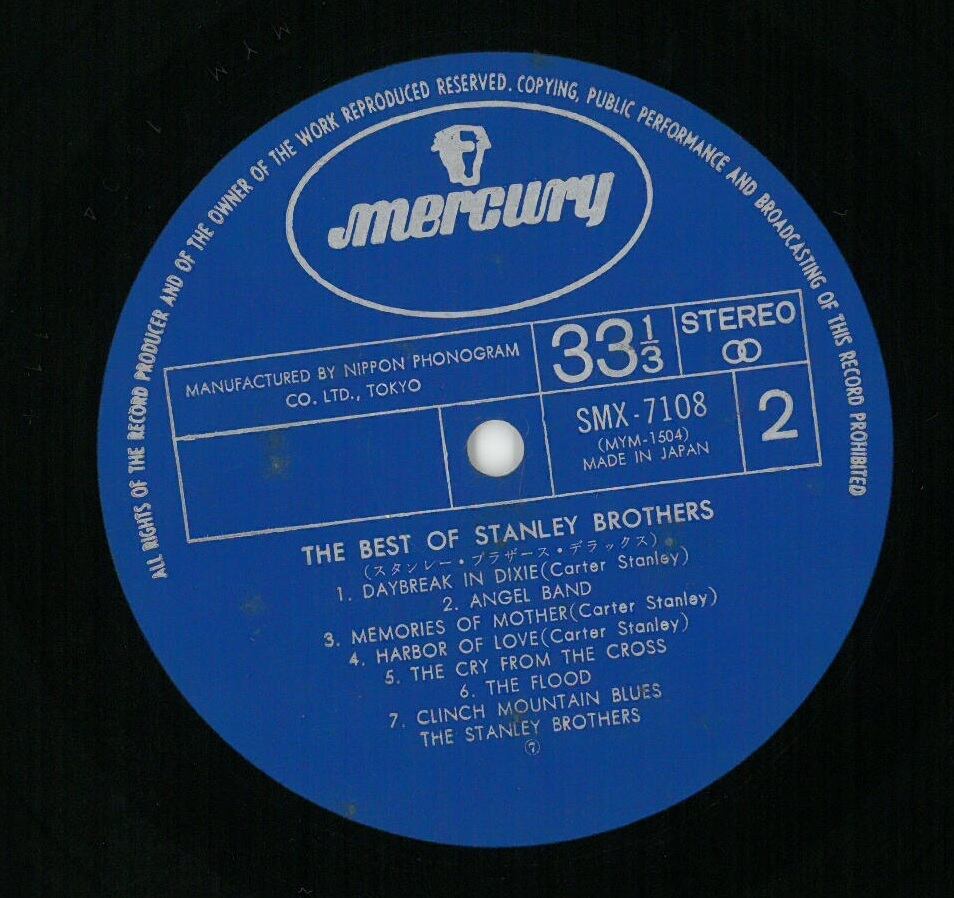 ALL RIGHTS OF THE RECORD PRODUCER AND OF THE OWNER OF THE WORK REPRODUCED RESERVED. COPYING, PUBLIC PERFORMANCE AND BROADCASTING OF THIS RECORD PROHIBITED
mercury
MANUFACTURED BY NIPPON PHONOGRAM
CO. LTD., TOKYO
33 1/3
STEREO
SMX-7108
(MYM-1504)
MADE IN JAPAN
2
THE BEST OF STANLEY BROTHERS
(スタンレー・ブラザース・デラックス)
1. DAYBREAK IN DIXIE(Carter Stanley)
2. ANGEL BAND
3. MEMORIES OF MOTHER(Carter Stanley)
4. HARBOR OF LOVE(Carter Stanley)
5. THE CRY FROM THE CROSS
6. THE FLOOD
7. CLINCH MOUNTAIN BLUES
THE STANLEY BROTHERS
⑦